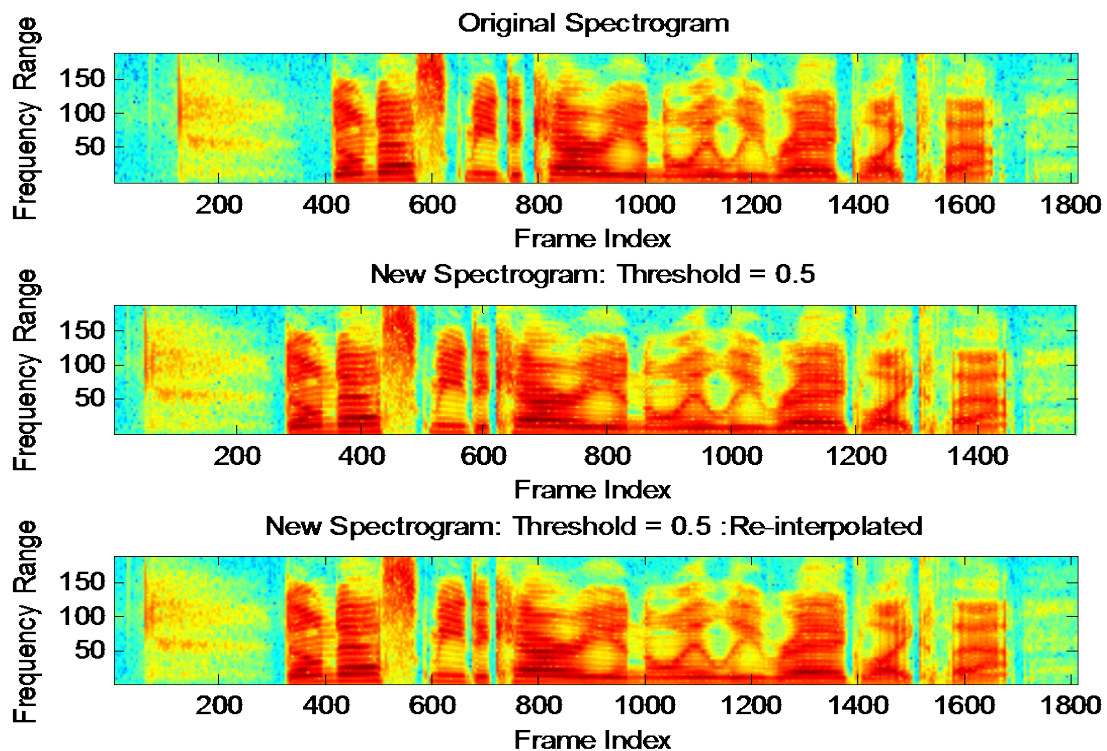 Original Spectrogram
Frequency Range
150
100
50
200 400 600 800 1000 1200 1400 1600 1800
Frame Index
New Spectrogram: Threshold = 0.5
Frequency Range
150
100
50
200 400 600 800 1000 1200 1400
Frame Index
New Spectrogram: Threshold = 0.5 :Re-interpolated
Frequency Range
150
100
50
200 400 600 800 1000 1200 1400 1600 1800
Frame Index